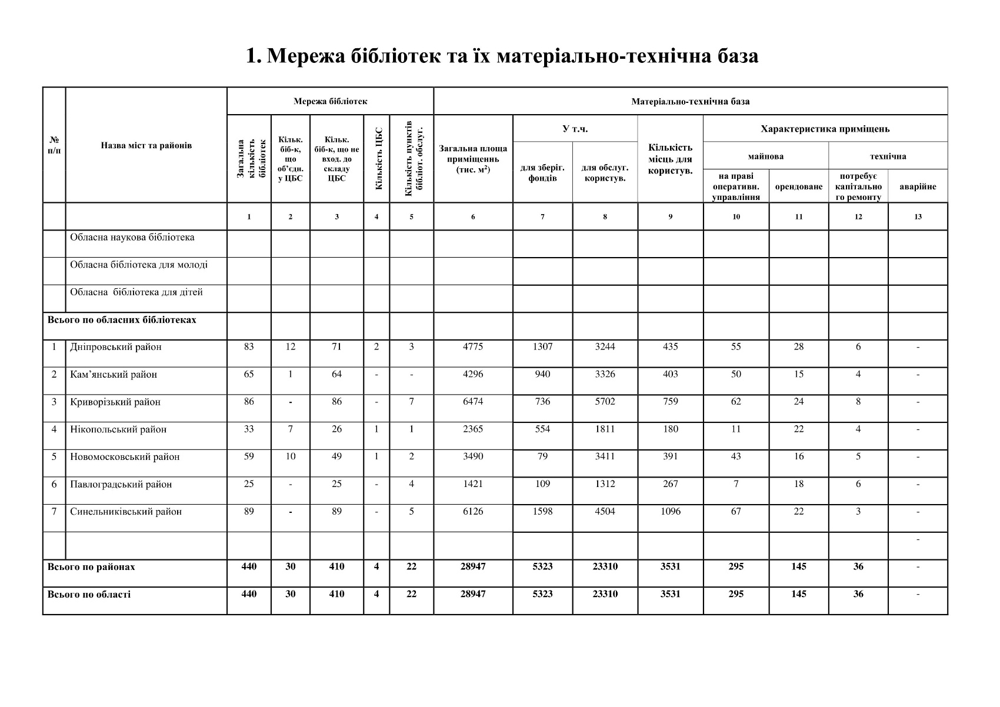 1. Мережа бібліотек та їх матеріально-технічна база
№ п/п
Назва міст та районів
Мережа бібліотек
Матеріально-технічна база
Загальна кількість бібліотек
Кільк. біб-к, що об’єдн. у ЦБС
Кільк. біб-к, що не вход. до складу ЦБС
Кількість ЦБС
Кількість пунктів бібліот. обслуг.
Загальна площа приміщеннь (тис. м²)
У т.ч.
для зберіг. фондів
для обслуг. користув.
Кількість місць для користув.
Характеристика приміщень
майнова
технічна
на праві оперативн. управління
орендоване
потребує капітально го ремонту
аварійне
1 2 3 4 5 6 7 8 9 10 11 12 13
Обласна наукова бібліотека
Обласна бібліотека для молоді
Обласна бібліотека для дітей
Всього по обласних бібліотеках
1 Дніпровський район 83 12 71 2 3 4775 1307 3244 435 55 28 6 -
2 Кам’янський район 65 1 64 - - 4296 940 3326 403 50 15 4 -
3 Криворізький район 86 - 86 - 7 6474 736 5702 759 62 24 8 -
4 Нікопольський район 33 7 26 1 1 2365 554 1811 180 11 22 4 -
5 Новомосковський район 59 10 49 1 2 3490 79 3411 391 43 16 5 -
6 Павлоградський район 25 - 25 - 4 1421 109 1312 267 7 18 6 -
7 Синельниківський район 89 - 89 - 5 6126 1598 4504 1096 67 22 3 -
-
Всього по районах 440 30 410 4 22 28947 5323 23310 3531 295 145 36 -
Всього по області 440 30 410 4 22 28947 5323 23310 3531 295 145 36 -